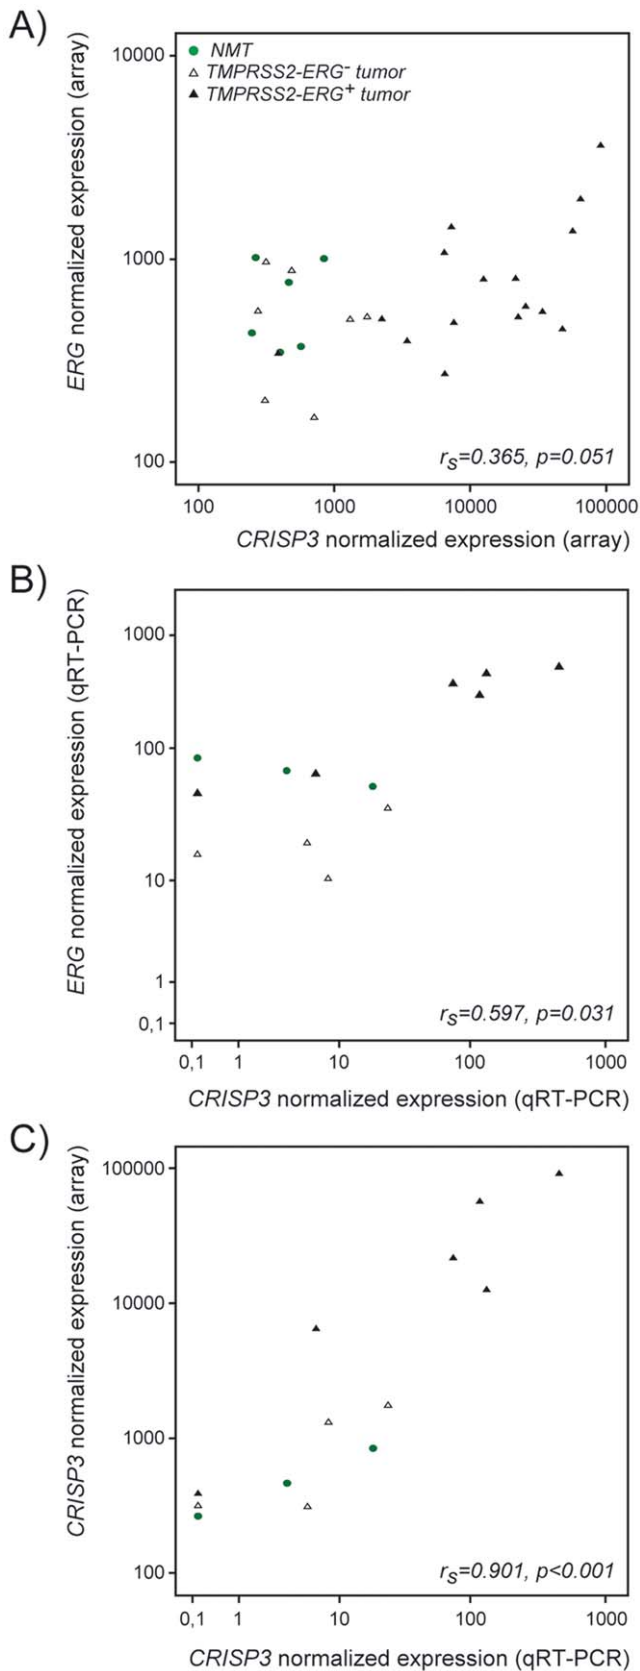 A)
ERG normalized expression (array)
10000
1000
100
NMT
TMPRSS2-ERG- tumor
TMPRSS2-ERG+ tumor
rs=0.365, p=0.051
100 1000 10000 100000
CRISP3 normalized expression (array)
B)
ERG normalized expression (qRT-PCR)
1000
100
10
1
0,1
rs=0.597, p=0.031
0,1 1 10 100 1000
CRISP3 normalized expression (qRT-PCR)
C)
CRISP3 normalized expression (array)
100000
10000
1000
100
rs=0.901, p<0.001
0,1 1 10 100 1000
CRISP3 normalized expression (qRT-PCR)